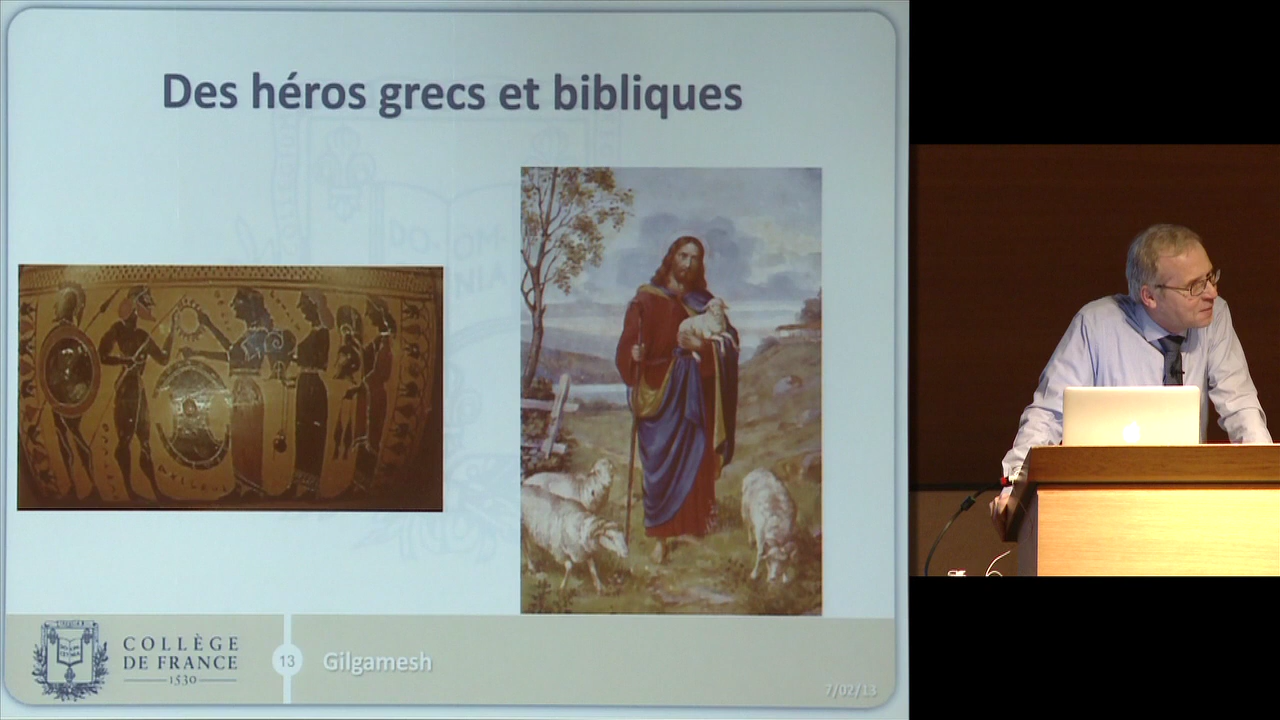 Des héros grecs et bibliques
COLLÈGE
DE FRANCE
1530
13
Gilgamesh
7/02/13